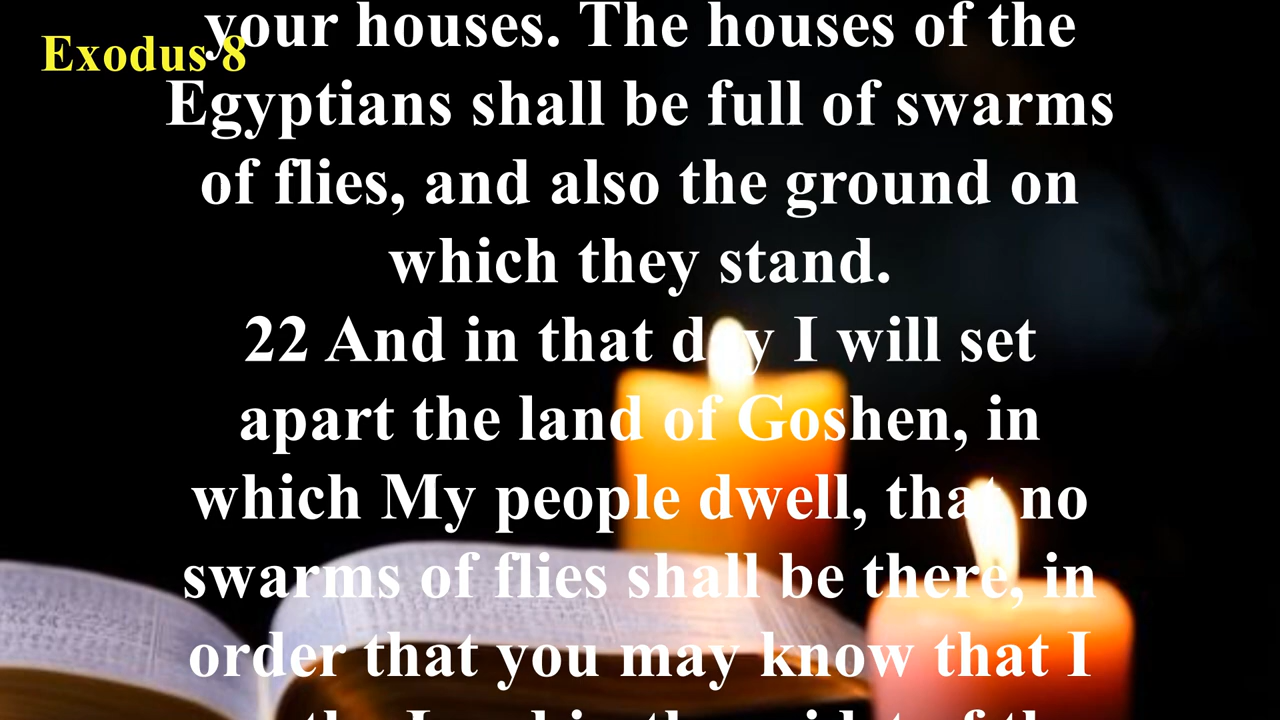 your houses. The houses of the
Exodus 8
Egyptians shall be full of swarms
of flies, and also the ground on
which they stand.
22 And in that day I will set
apart the land of Goshen, in
which My people dwell, that no
swarms of flies shall be there, in
order that you may know that I